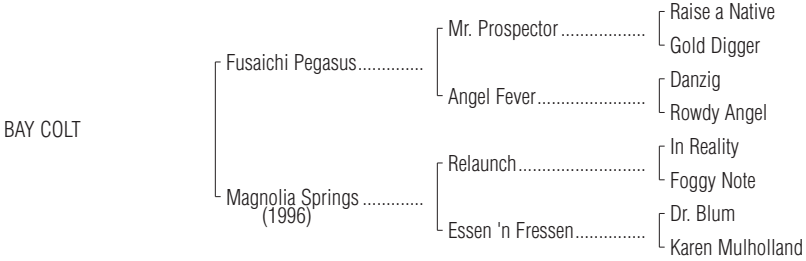 Raise a Native
Mr. Prospector..................
Gold Digger
Fusaichi Pegasus..............
Danzig
Angel Fever.......................
Rowdy Angel
BAY COLT
In Reality
Relaunch...........................
Foggy Note
Magnolia Springs .............
(1996)
Dr. Blum
Essen 'n Fressen...............
Karen Mulholland